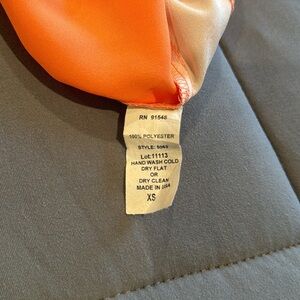 RN 91546
100% POLYESTER
STYLE:
Lot:11113
HAND WASH COLD
DRY FLAT
OR
DRY CLEAN
MADE IN USA
XS